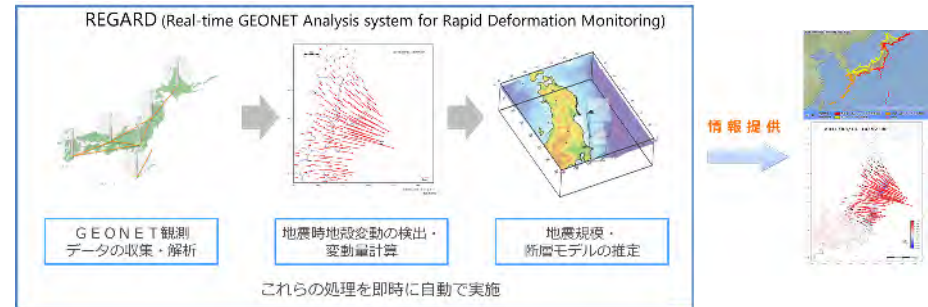 REGARD (Real-time GEONET Analysis system for Rapid Deformation Monitoring)
情報提供
GEONET観測
データの収集・解析
地震時地殻変動の検出・
変動量計算
地震規模・
断層モデルの推定
これらの処理を即時に自動で実施